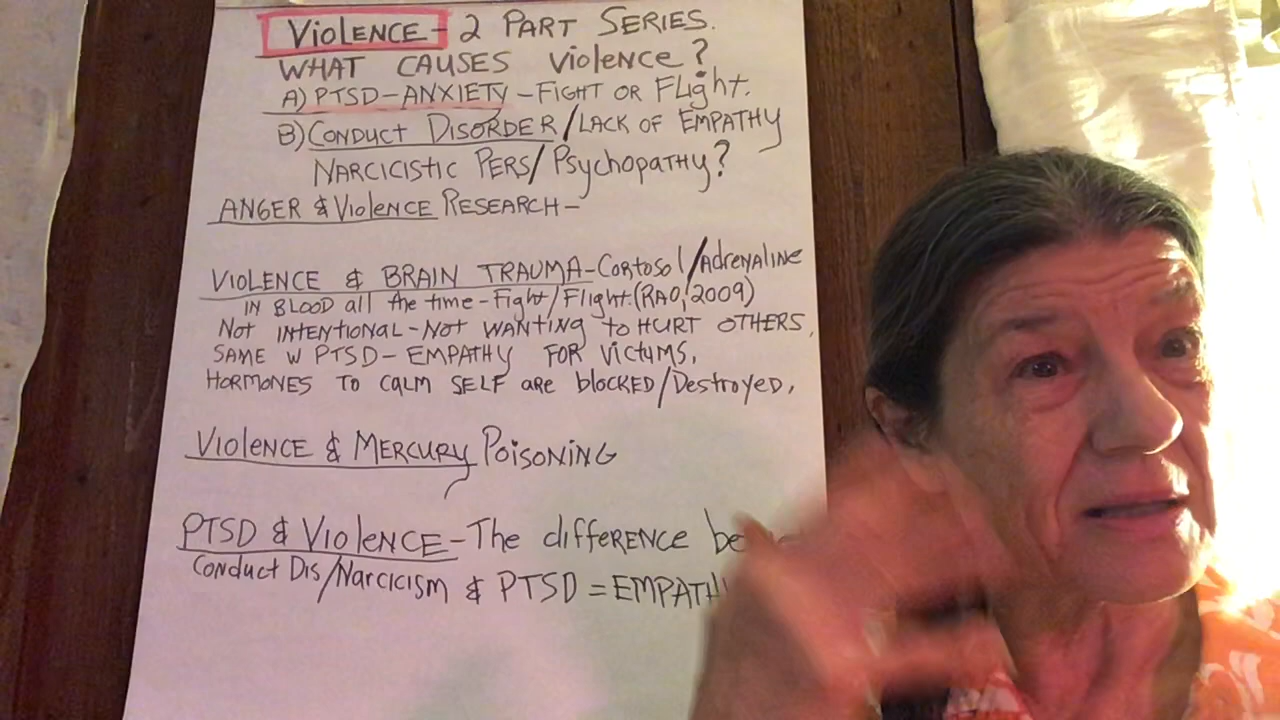 VIOLENCE - 2 PART SERIES.
WHAT CAUSES violence?
A) PTSD-ANXIETY - FIGHT OR FLight.
B) CONDUCT DISORDER/LACK OF EMPATHY
NARCICISTIC PERS/PsychopATHY?
ANGER & VIOLENCE RESEARCH-
VIOLENCE & BRAIN TRAUMA-CORTOSOl/AdrENAliNE
IN BLOOD all the time - Fight/Flight.(RAO, 2009)
Not INTENTIONAL-Not WANTING to HURT OTHERS,
SAME W PTSD- EMPATHY FOR VICTUMS.
HORMONES TO CALM SELF ARE blocKED/DestroyED.
VIOLENCE & MERCURY POISONING
PTSD & VIOLENCE-The difference
CONDUCT DIS/NARCICISM & PTSD = EMPATH